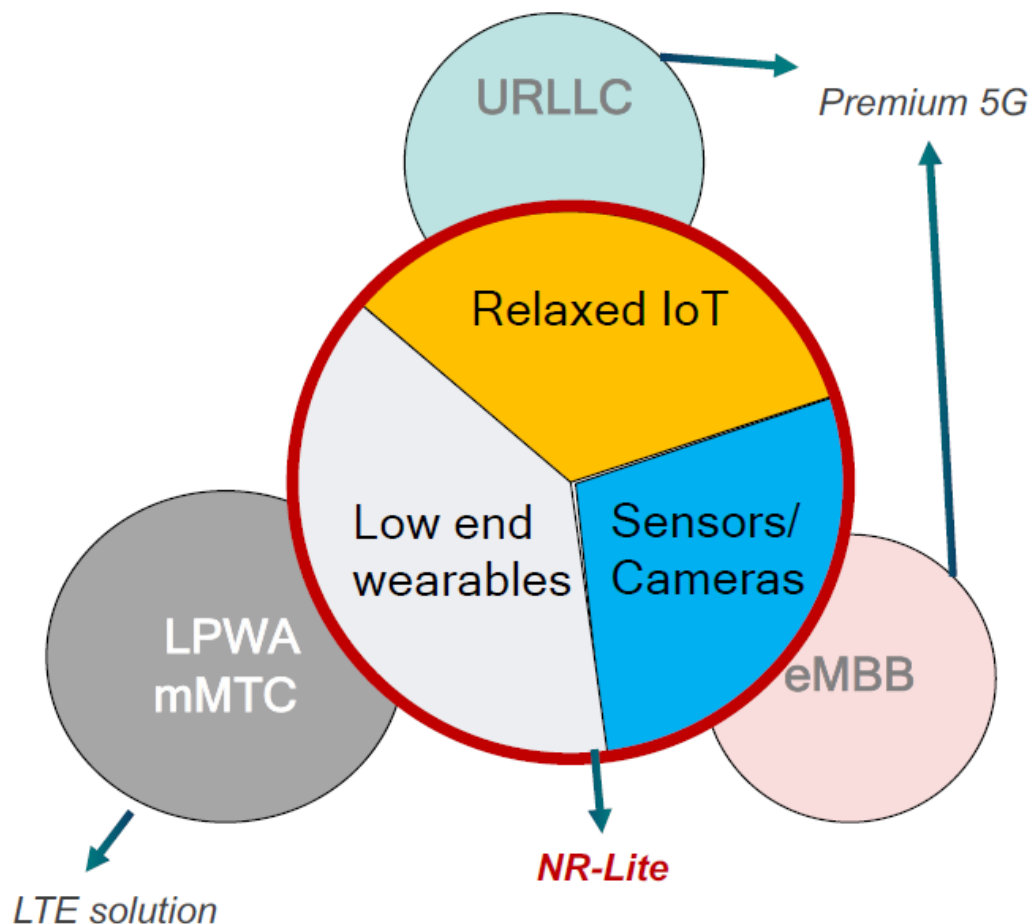 URLLC
Premium 5G
Relaxed IoT
Low end
wearables
Sensors/
Cameras
LPWA
mMTC
eMBB
NR-Lite
LTE solution